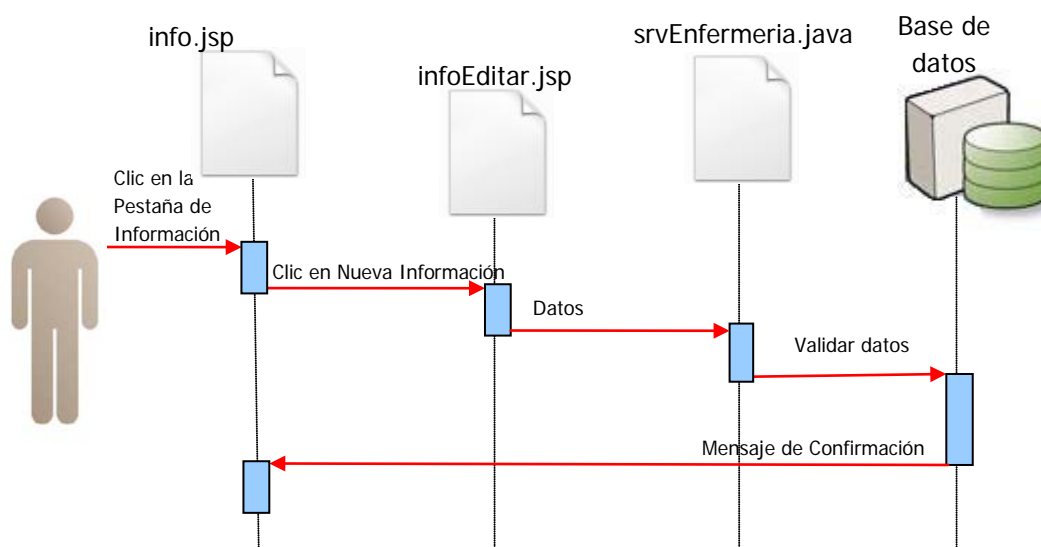 info.jsp
infoEditar.jsp
srvEnfermeria.java
Base de
datos
Clic en la
Pestaña de
Información
Clic en Nueva Información
Datos
Validar datos
Mensaje de Confirmación